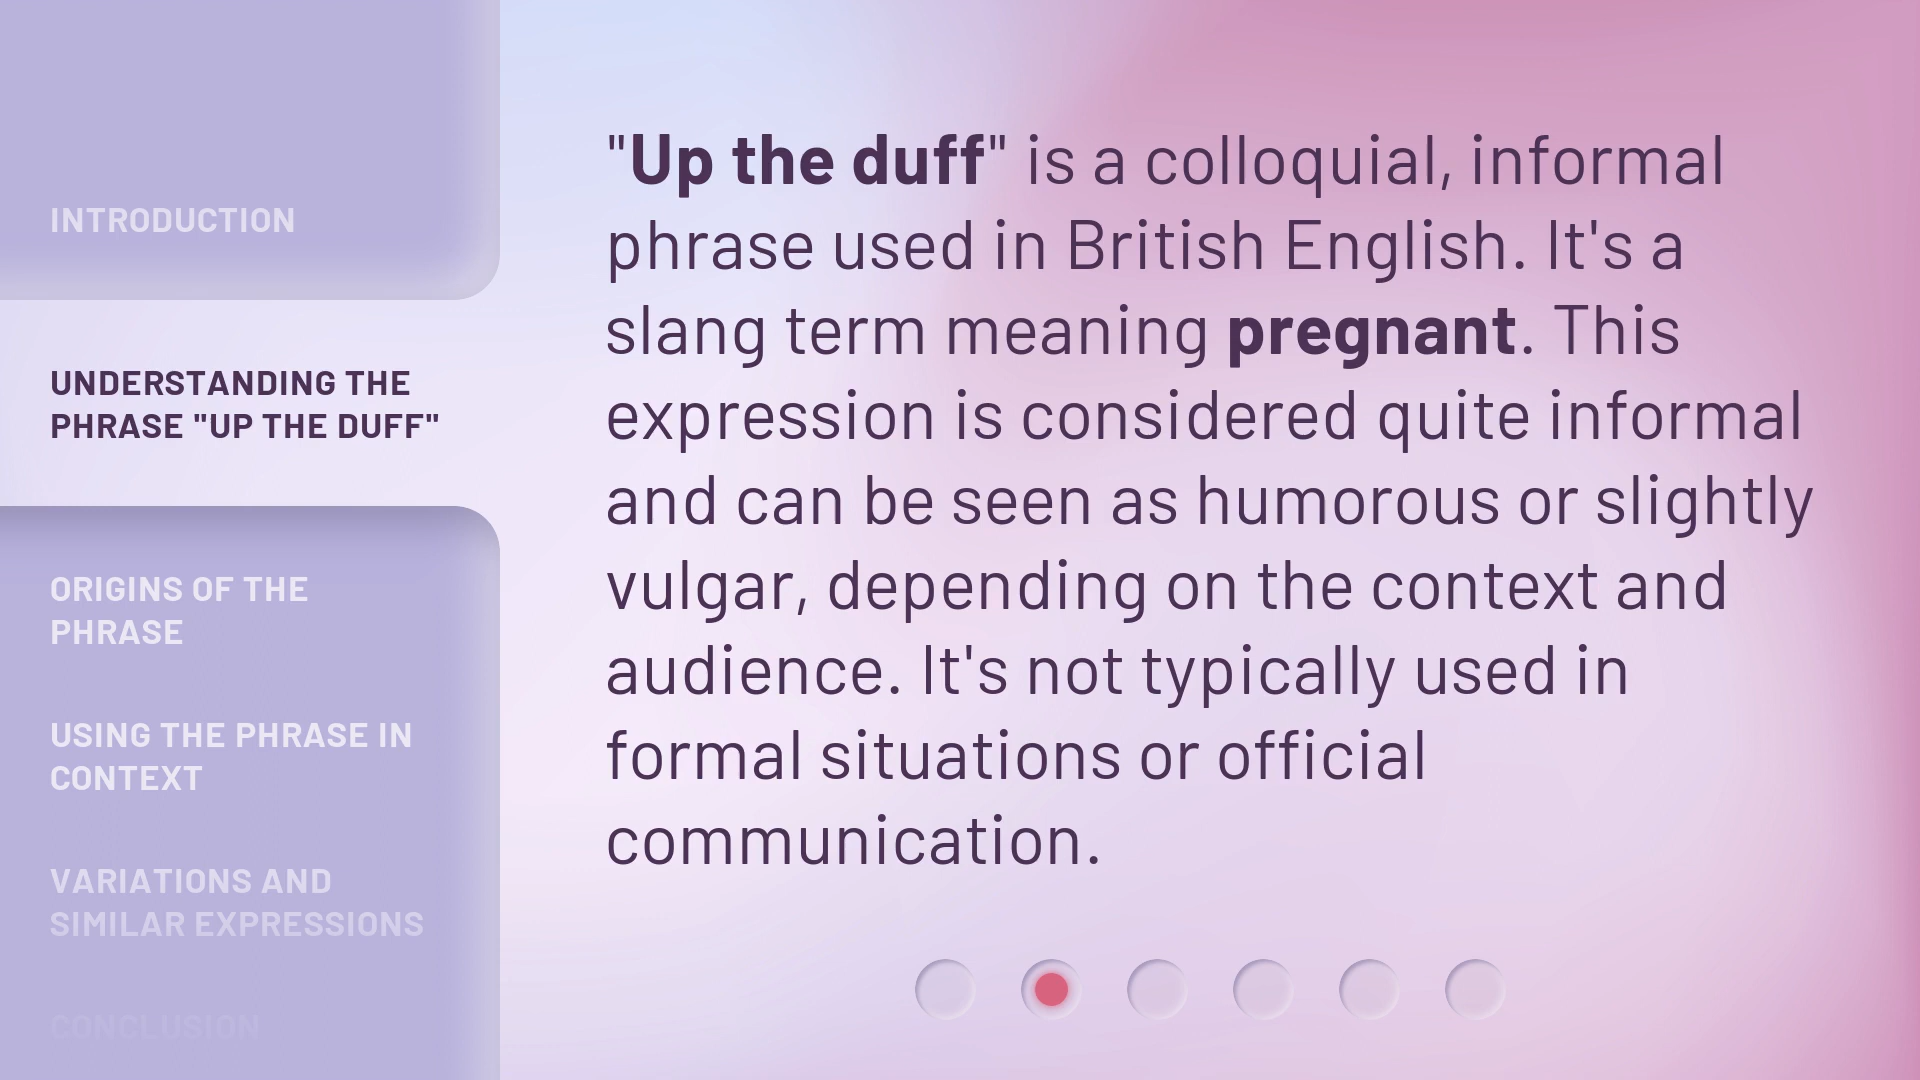 INTRODUCTION
UNDERSTANDING THE
PHRASE "UP THE DUFF"
ORIGINS OF THE
PHRASE
USING THE PHRASE IN
CONTEXT
VARIATIONS AND
SIMILAR EXPRESSIONS
CONCLUSION
"Up the duff" is a colloquial, informal
phrase used in British English. It's a
slang term meaning pregnant. This
expression is considered quite informal
and can be seen as humorous or slightly
vulgar, depending on the context and
audience. It's not typically used in
formal situations or official
communication.